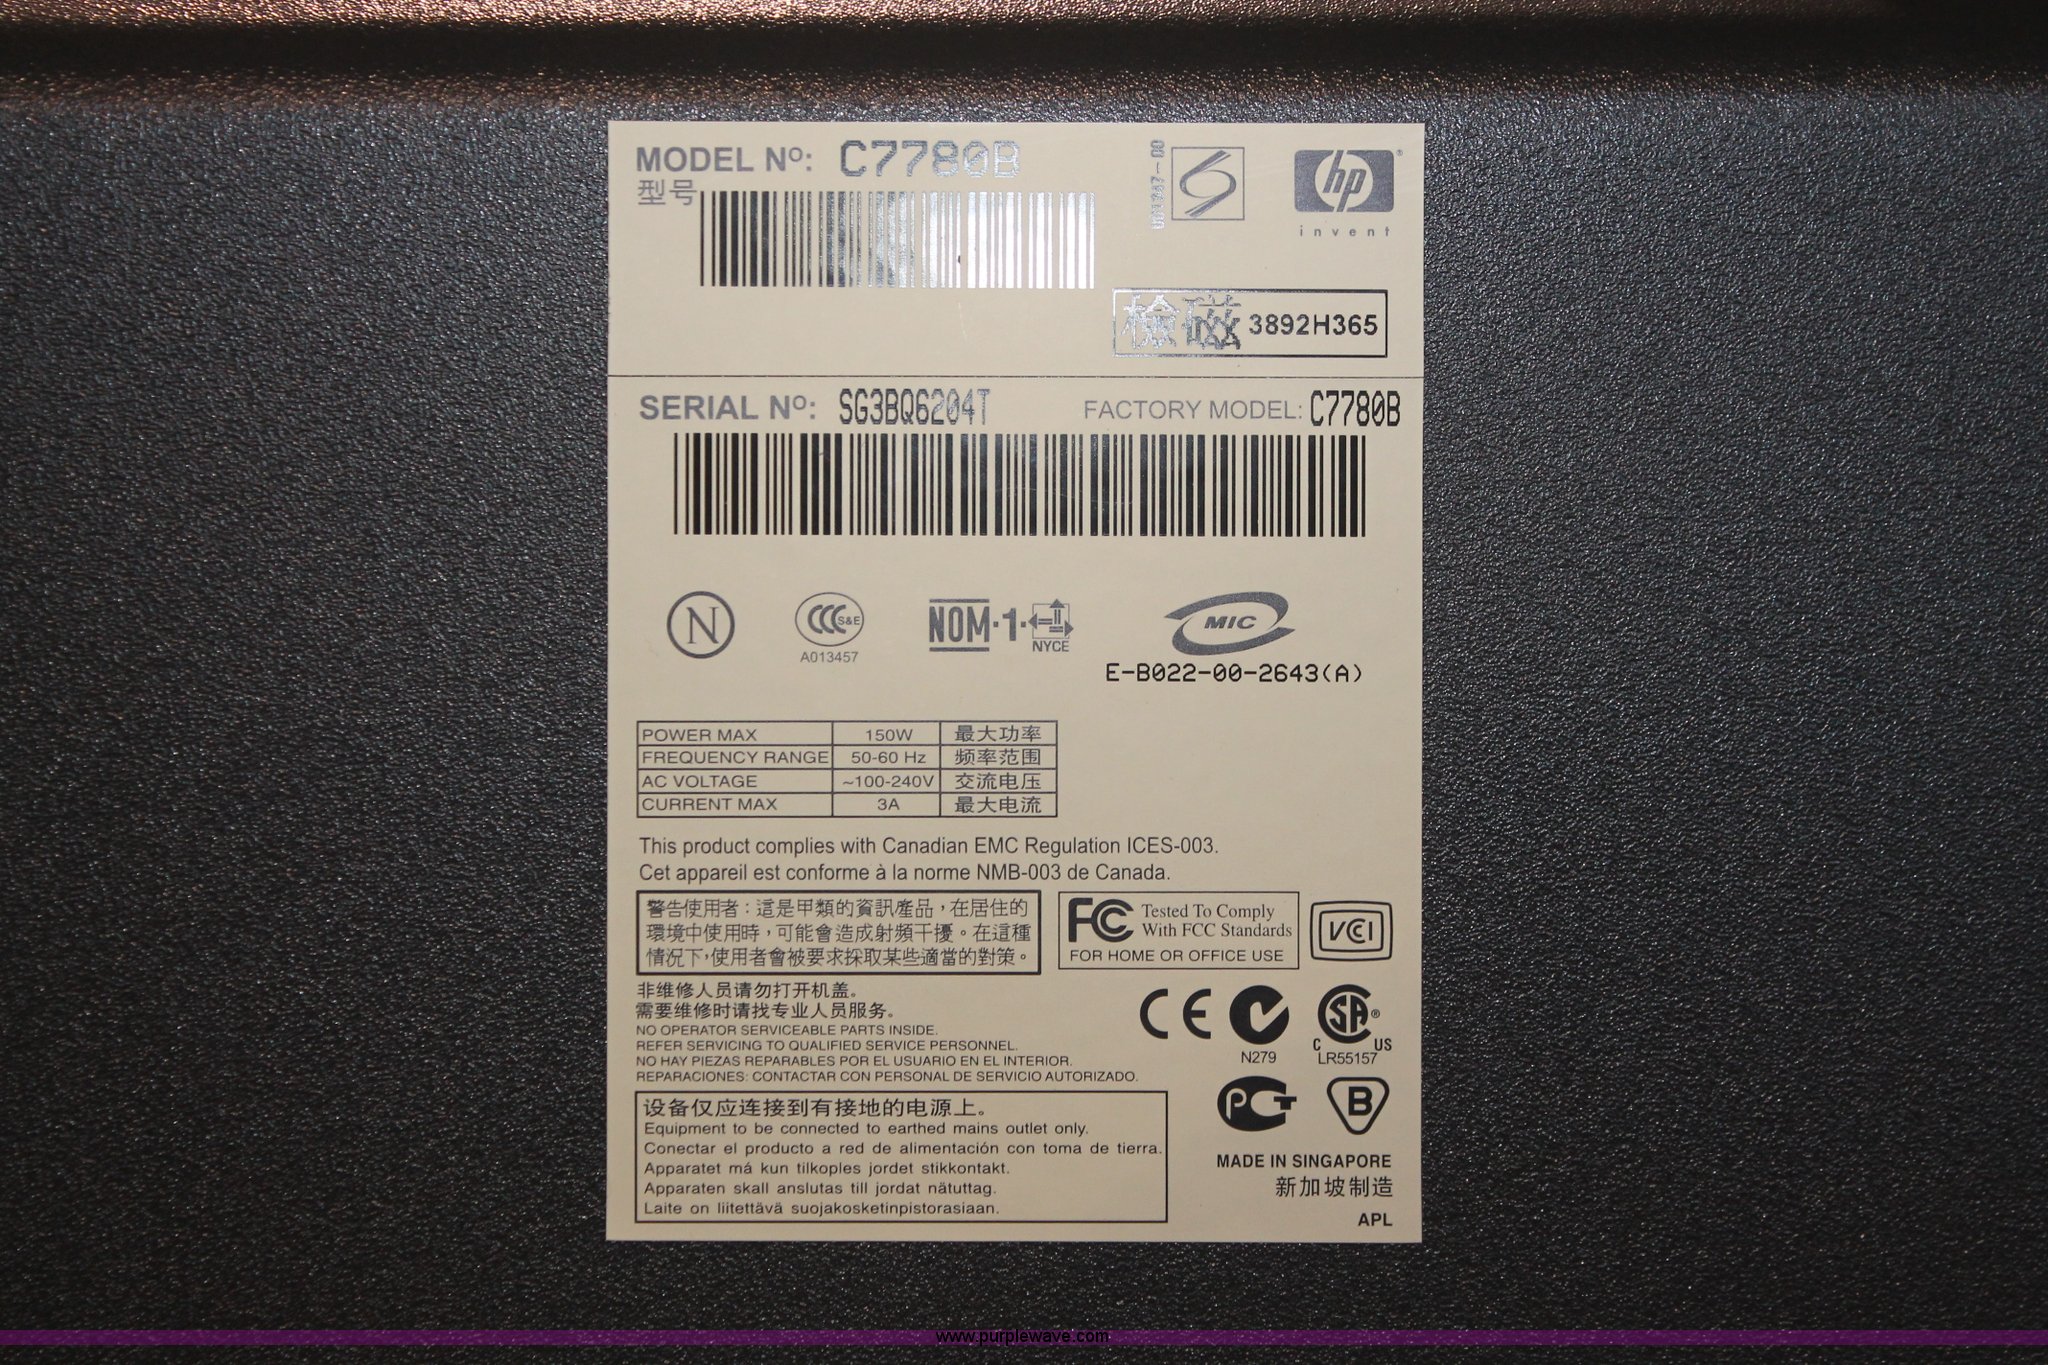 MODEL Nº: C7780B
型号
hp
invent
檢磁 3892H365
SERIAL Nº: SG3BQ6204T FACTORY MODEL: C7780B
N
CCC S&E
A013457
NOM-1-
NYCE
MIC
E-B022-00-2643(A)
POWER MAX 150W 最大功率
FREQUENCY RANGE 50-60 Hz 频率范围
AC VOLTAGE ~100-240V 交流电压
CURRENT MAX 3A 最大电流
This product complies with Canadian EMC Regulation ICES-003.
Cet appareil est conforme à la norme NMB-003 de Canada.
警告使用者：這是甲類的資訊產品，在居住的
環境中使用時，可能會造成射頻干擾。在這種
情況下，使用者會被要求採取某些適當的對策。
FC Tested To Comply
With FCC Standards
FOR HOME OR OFFICE USE
VCI
非维修人员请勿打开机盖。
需要维修时请找专业人员服务。
NO OPERATOR SERVICEABLE PARTS INSIDE.
REFER SERVICING TO QUALIFIED SERVICE PERSONNEL.
NO HAY PIEZAS REPARABLES POR EL USUARIO EN EL INTERIOR.
REPARACIONES: CONTACTAR CON PERSONAL DE SERVICIO AUTORIZADO.
CE
N279
SA ®
C US
LR55157
PCT
B
设备仅应连接到有接地的电源上。
Equipment to be connected to earthed mains outlet only.
Conectar el producto a red de alimentación con toma de tierra.
Apparatet má kun tilkoples jordet stikkontakt.
Apparaten skall anslutas till jordat nätuttag.
Laite on liitettävä suojakosketinpistorasiaan.
MADE IN SINGAPORE
新加坡制造
APL
www.purplewave.com